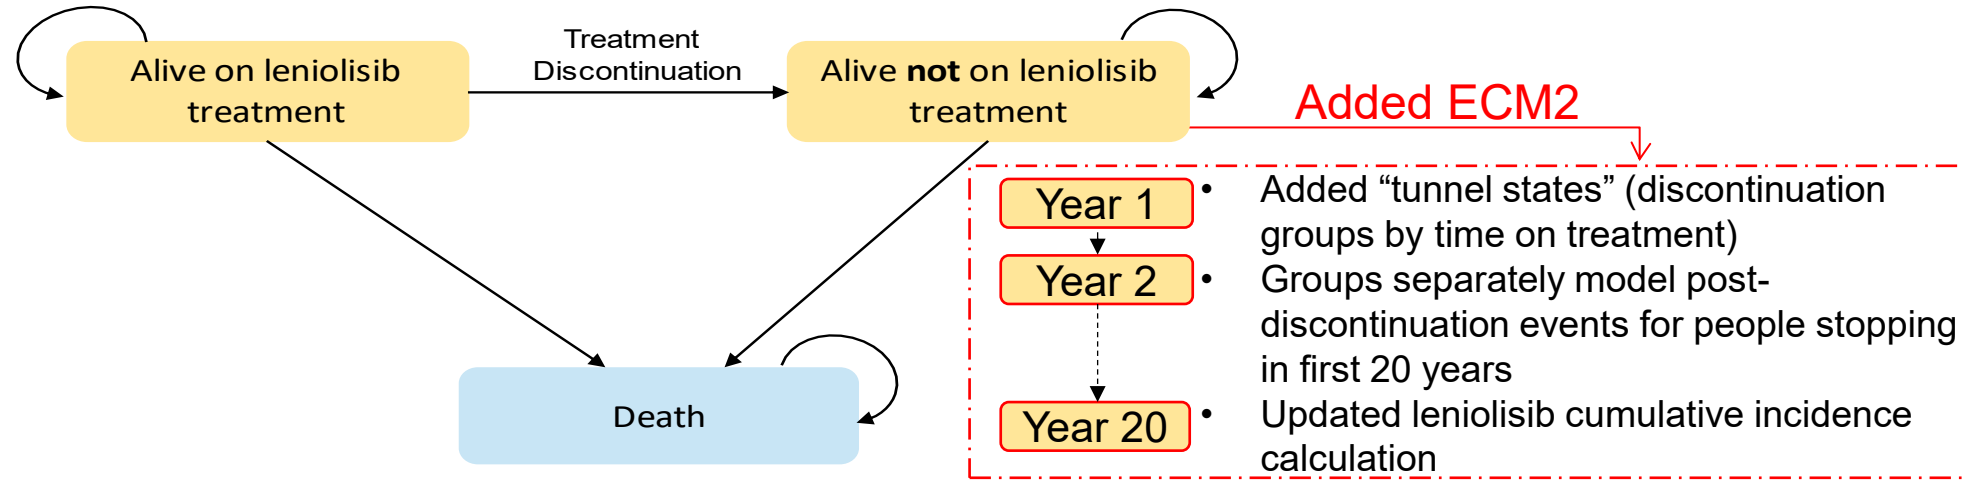 Alive on leniolisib
treatment
Treatment
Discontinuation
Alive not on leniolisib
treatment
Added ECM2
Death
Year 1
Year 2
Year 20
• Added “tunnel states” (discontinuation
groups by time on treatment)
• Groups separately model post-
discontinuation events for people stopping
in first 20 years
• Updated leniolisib cumulative incidence
calculation